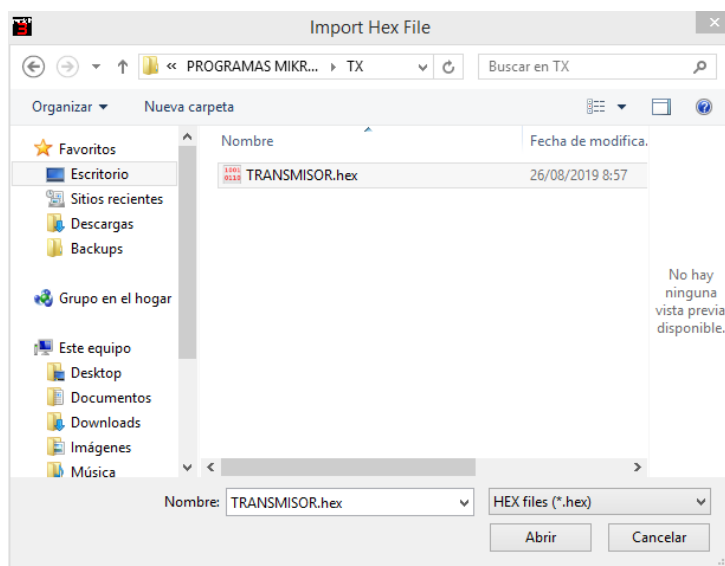 Import Hex File
« PROGRAMAS MIKR... TX
Buscar en TX
Organizar
Nueva carpeta
Favoritos
Escritorio
Sitios recientes
Descargas
Backups
Grupo en el hogar
Este equipo
Desktop
Documentos
Downloads
Imágenes
Música
Nombre
Fecha de modifica.
1001
0110
TRANSMISOR.hex
26/08/2019 8:57
No hay
ninguna
vista previa
disponible.
Nombre: TRANSMISOR.hex
HEX files (*.hex)
Abrir
Cancelar